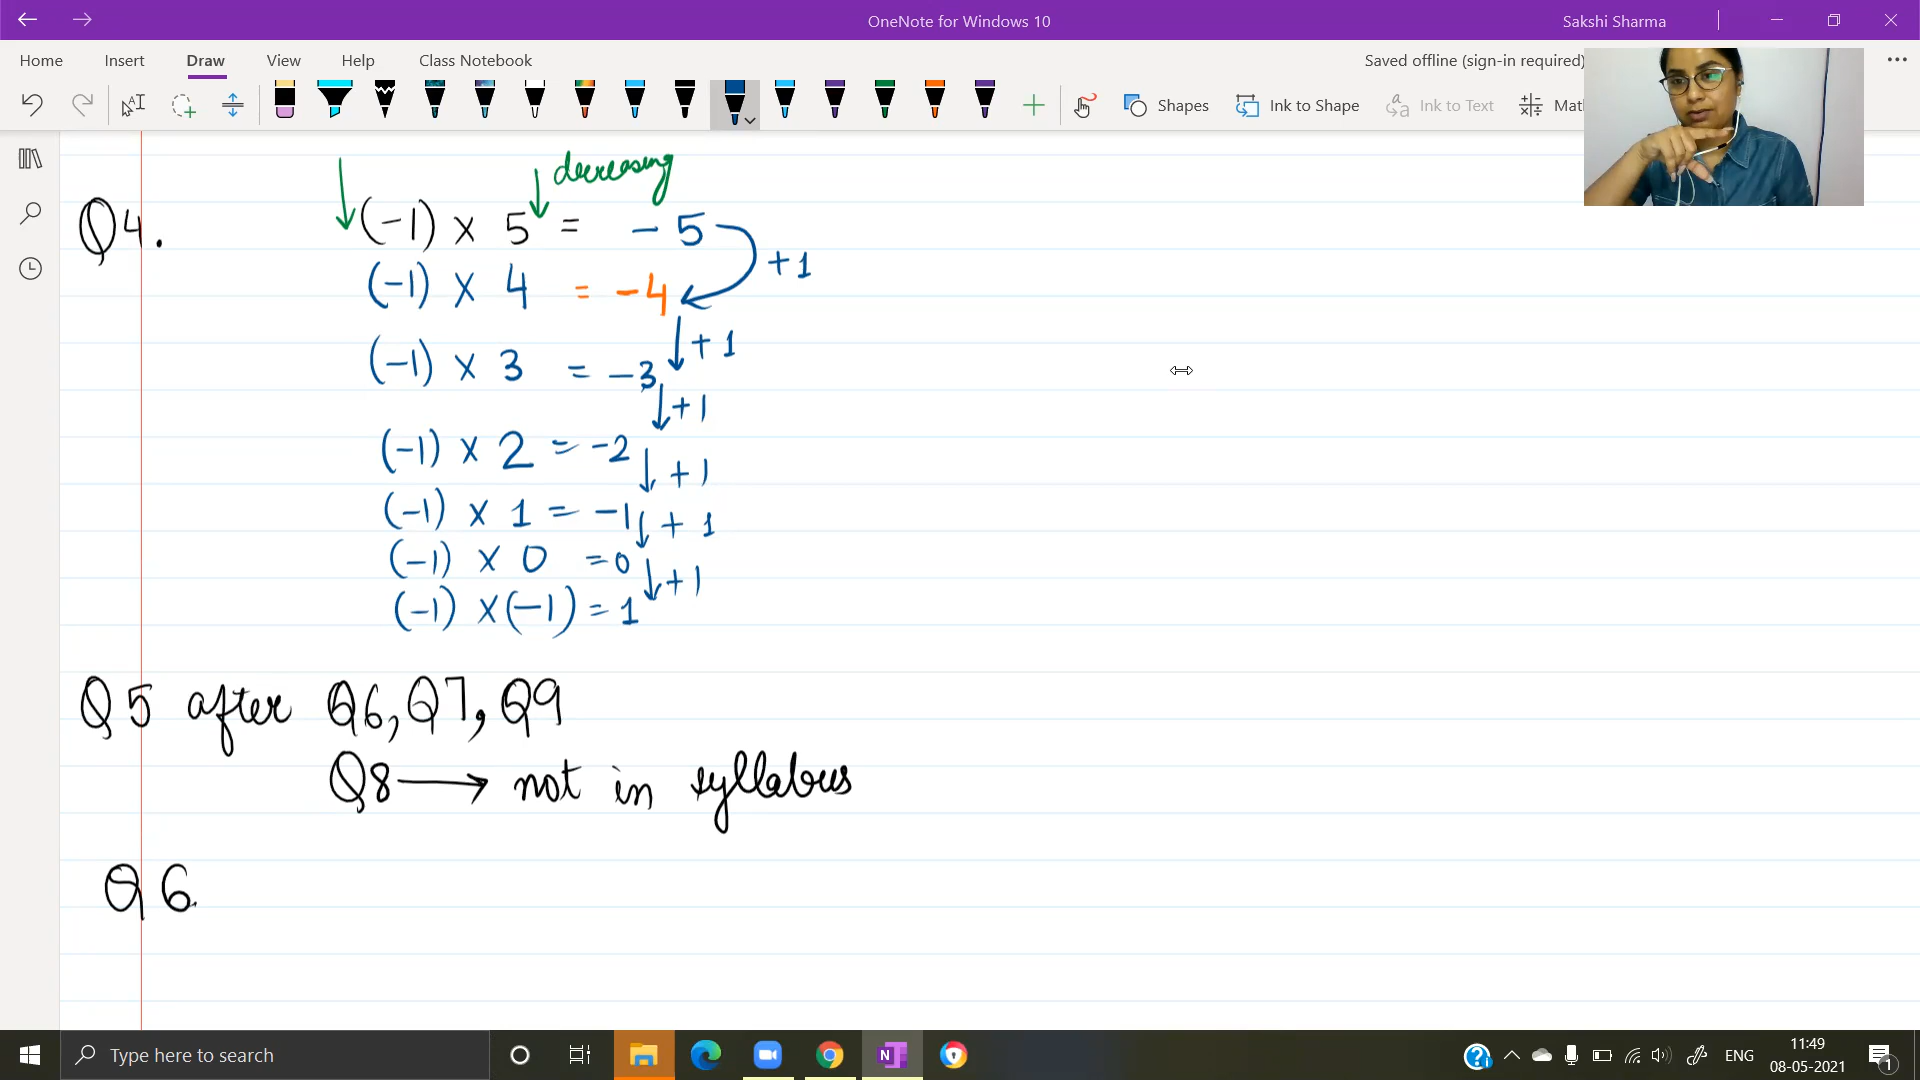 OneNote for Windows 10
Sakshi Sharma
Home Insert Draw View Help Class Notebook
Saved offline (sign-in required)
Shapes Ink to Shape Ink to Text Mat
decreasing
Q4. (-1) × 5 = -5
+1
(-1) × 4 = -4
+1
(-1) × 3 = -3
+1
(-1) × 2 = -2
+1
(-1) × 1 = -1
+1
(-1) × 0 = 0
+1
(-1) × (-1) = 1
Q5 after Q6, Q7, Q9
Q8 → not in syllabus
Q6.
Type here to search
ENG
11:49
08-05-2021
1